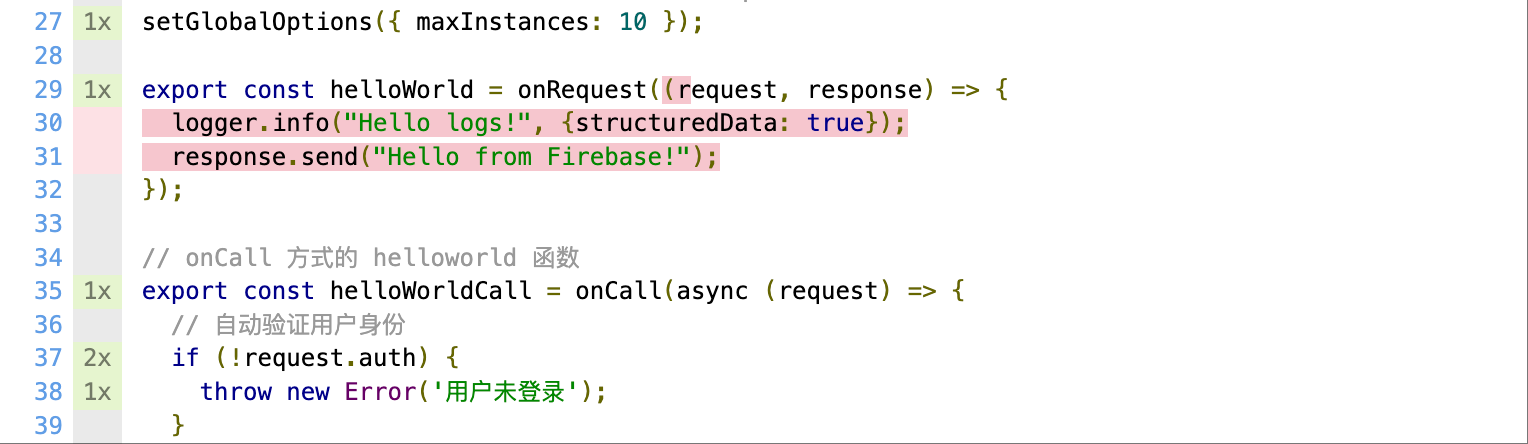 27 1x setGlobalOptions({ maxInstances: 10 });
28
29 1x export const helloWorld = onRequest((request, response) => {
30 logger.info("Hello logs!", {structuredData: true});
31 response.send("Hello from Firebase!");
32 });
33
34 // onCall 方式的 helloworld 函数
35 1x export const helloWorldCall = onCall(async (request) => {
36 // 自动验证用户身份
37 2x if (!request.auth) {
38 1x throw new Error('用户未登录');
39 }